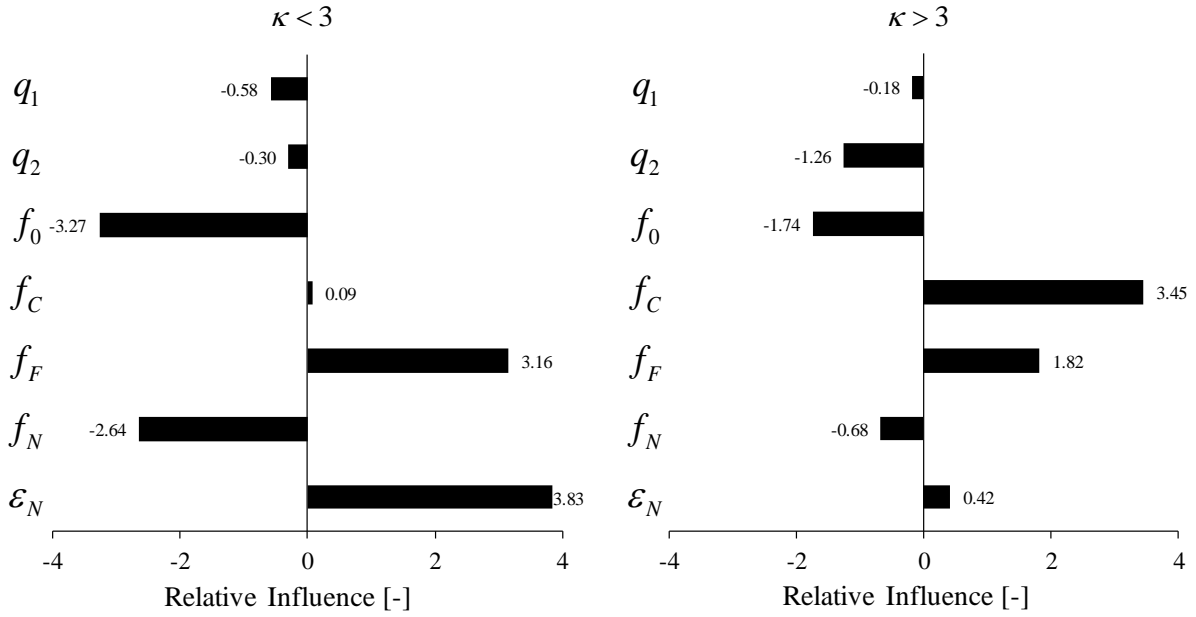 κ < 3
q1 -0.58
q2 -0.30
f0 -3.27
fC 0.09
fF 3.16
fN -2.64
εN 3.83
-4 -2 0 2 4
Relative Influence [-]
κ > 3
q1 -0.18
q2 -1.26
f0 -1.74
fC 3.45
fF 1.82
fN -0.68
εN 0.42
-4 -2 0 2 4
Relative Influence [-]